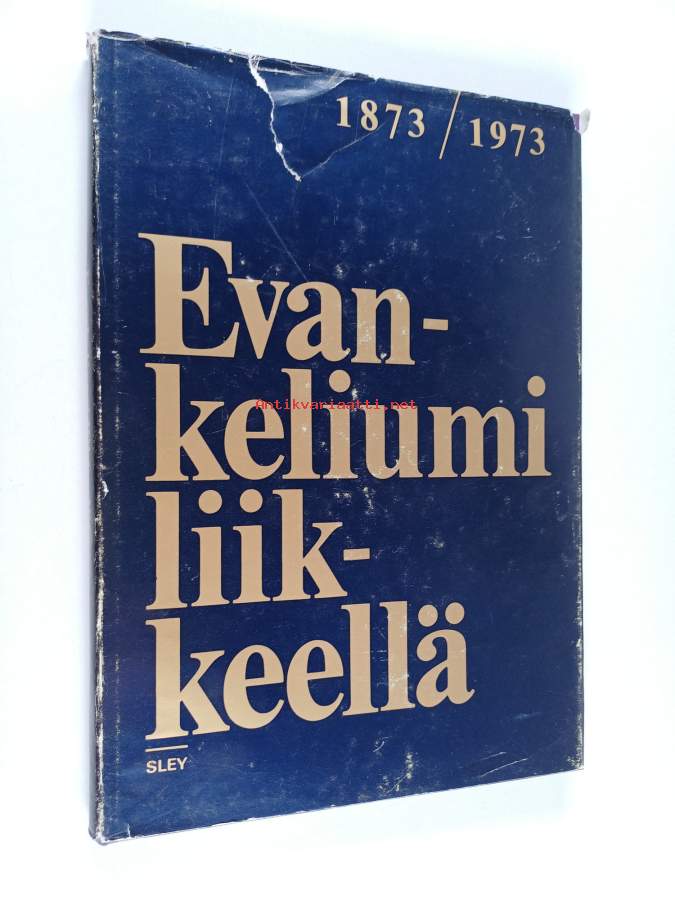 1873 / 1973
Evan-
keliumi
liik-
keellä
SLEY
Antikvariaatti.net